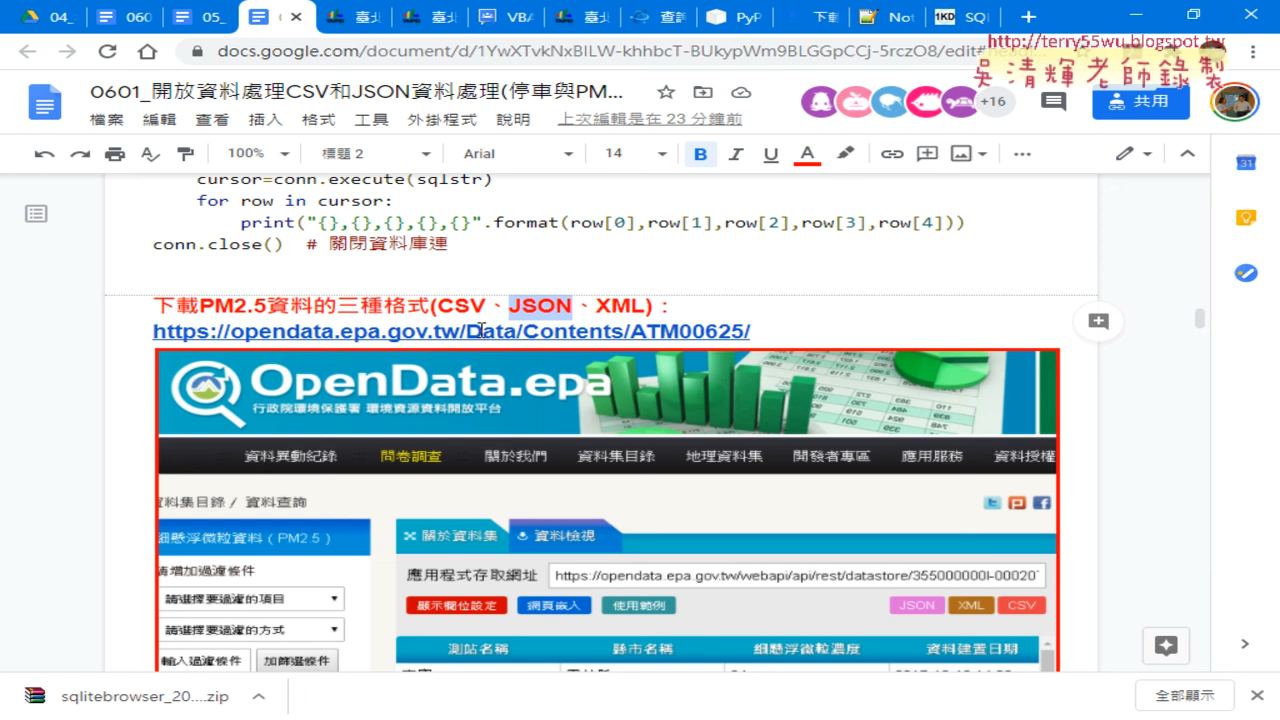 04_
060
05_
臺北
臺北
VBA
臺北
查詢
PyP
下載
Not
1KD SQL
docs.google.com/document/d/1YwXTvkNxBILW-khhbcT-BUkypWm9BLGGpCCj-5rczO8/edit#
http://terry55wu.blogspot.tw
吳清輝老師錄製
0601_開放資料處理CSV和JSON資料處理(停車與PM...
+16
共用
檔案 編輯 查看 插入 格式 工具 外掛程式 說明 上次編輯是在 23 分鐘前
100% 標題 2 Arial 14 B I U A
31
cursor=conn.execute(sqlstr)
for row in cursor:
print("{},{},{},{},{}".format(row[0],row[1],row[2],row[3],row[4]))
conn.close() # 關閉資料庫連
下載PM2.5資料的三種格式(CSV、JSON、XML)：
https://opendata.epa.gov.tw/Data/Contents/ATM00625/
OpenData.epa
行政院環境保護署 環境資源資料開放平台
資料異動紀錄 問卷調查 關於我們 資料集目錄 地理資料集 開發者專區 應用服務 資料授權
資料集目錄 / 資料查詢
細懸浮微粒資料 ( PM2.5 )
關於資料集 資料檢視
請增加過濾條件
應用程式存取網址 https://opendata.epa.gov.tw/webapi/api/rest/datastore/355000000I-00020
請選擇要過濾的項目
顯示欄位設定 網頁嵌入 使用範例 JSON XML CSV
請選擇要過濾的方式
輸入過濾條件 加篩選條件
測站名稱 縣市名稱 細懸浮微粒濃度 資料建置日期
sqlitebrowser_20....zip
全部顯示